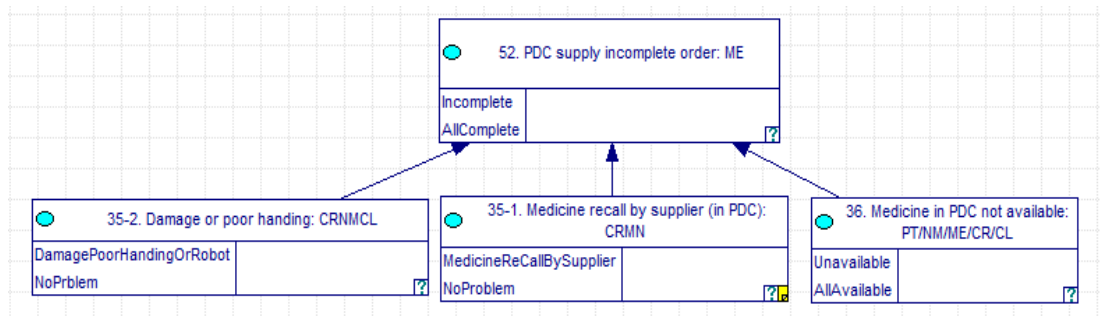 52. PDC supply incomplete order: ME
Incomplete
AllComplete
?
35-2. Damage or poor handing: CRNMCL
DamagePoorHandingOrRobot
NoPrblem
?
35-1. Medicine recall by supplier (in PDC):
CRMN
MedicineReCallBySupplier
NoProblem
?
36. Medicine in PDC not available:
PT/NM/ME/CR/CL
Unavailable
AllAvailable
?